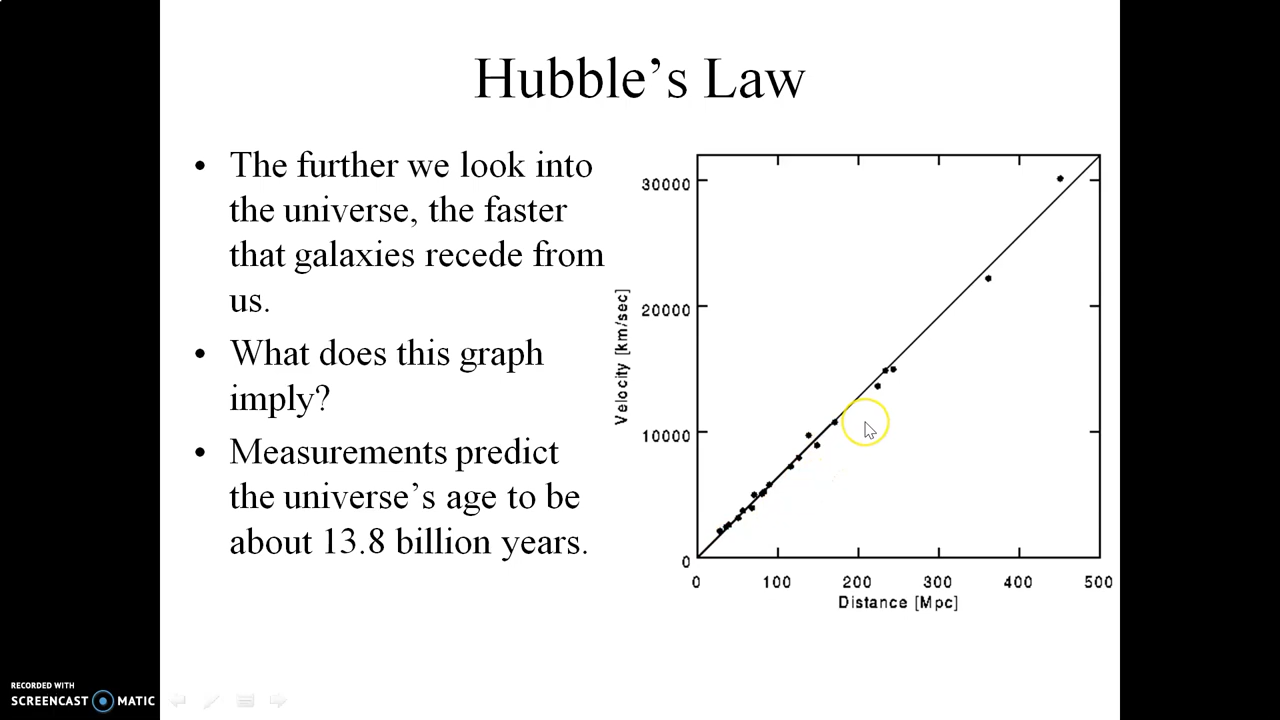 Hubble’s Law
• The further we look into
the universe, the faster
that galaxies recede from
us.
• What does this graph
imply?
• Measurements predict
the universe’s age to be
about 13.8 billion years.
30000
20000
10000
0
Velocity [km/sec]
0 100 200 300 400 500
Distance [Mpc]
RECORDED WITH
SCREENCAST MATIC